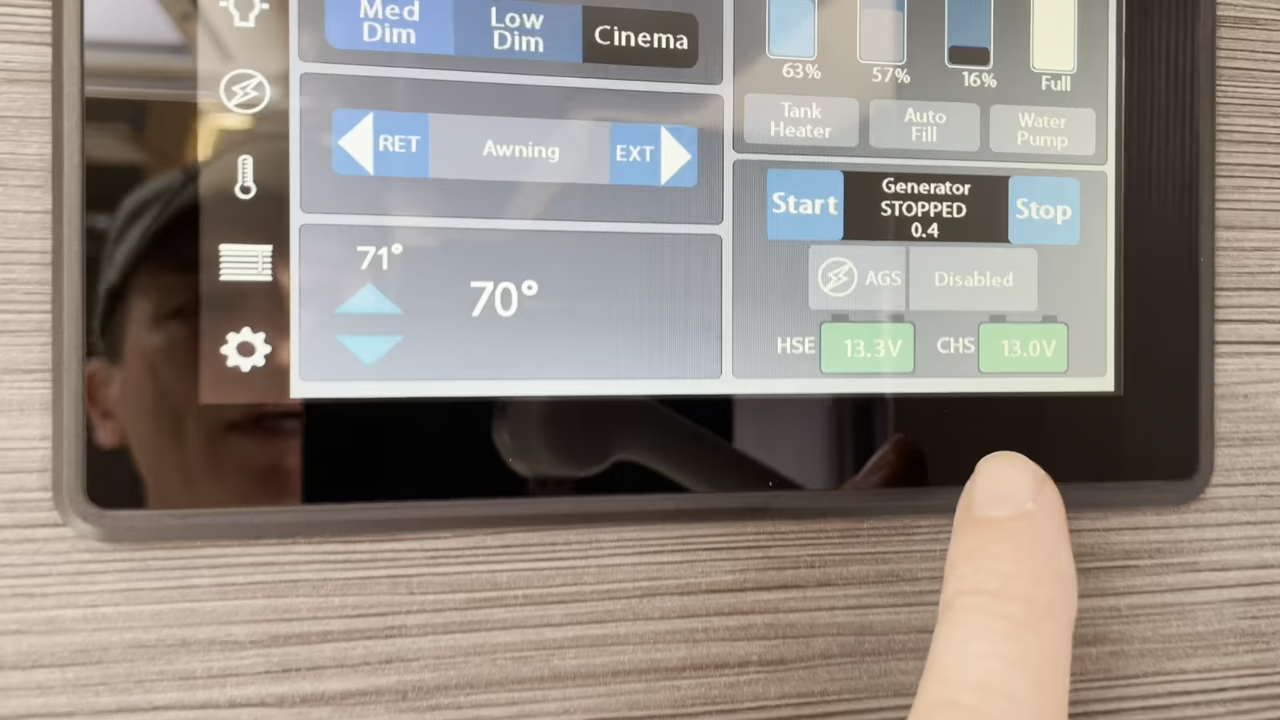 Med
Dim
Low
Dim
Cinema
63%
57%
16%
Full
Tank
Heater
Auto
Fill
Water
Pump
RET
Awning
EXT
Start
Generator
STOPPED
0.4
Stop
AGS
Disabled
71°
70°
HSE
13.3V
CHS
13.0V